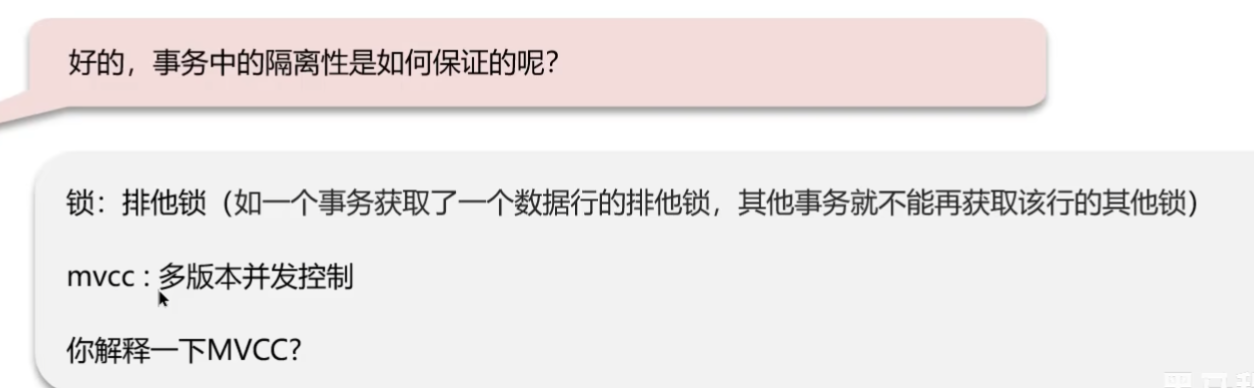 好的，事务中的隔离性是如何保证的呢？
锁：排他锁（如一个事务获取了一个数据行的排他锁，其他事务就不能再获取该行的其他锁）
mvcc : 多版本并发控制
你解释一下MVCC?